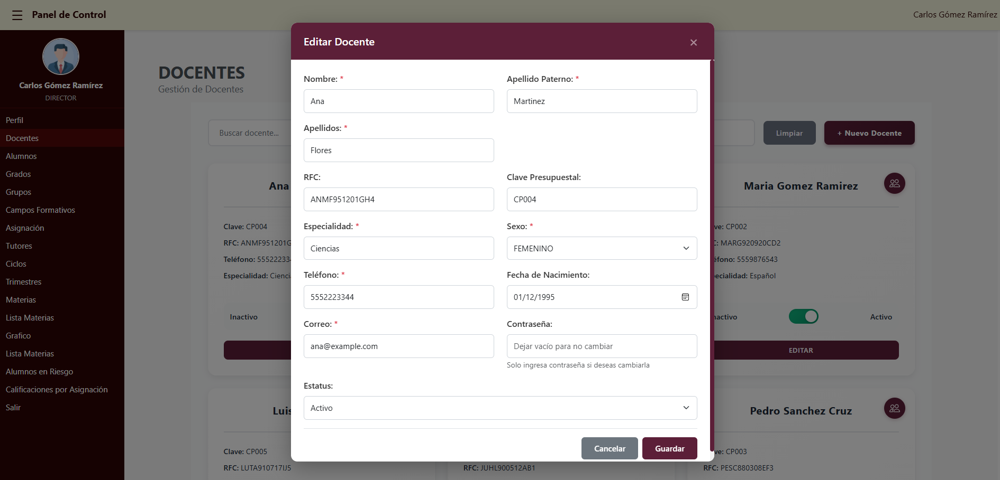 ☰ Panel de Control
Carlos Gómez Ramírez
Carlos Gómez Ramírez
DIRECTOR
Perfil
Docentes
Alumnos
Grados
Grupos
Campos Formativos
Asignación
Tutores
Ciclos
Trimestres
Materias
Lista Materias
Grafico
Lista Materias
Alumnos en Riesgo
Calificaciones por Asignación
Salir
DOCENTES
Gestión de Docentes
Buscar docente...
Limpiar
+ Nuevo Docente
Ana
Clave: CP004
RFC: ANMF951201G
Teléfono: 555222334
Especialidad: Cienci
Inactivo
Maria Gomez Ramirez
ve: CP002
C: MARG920920CD2
éfono: 5559876543
ecialidad: Español
nactivo
Activo
EDITAR
Luis
Clave: CP005
RFC: LUTA910717IJ5
RFC: JUHL900512AB1
Pedro Sanchez Cruz
ve: CP003
RFC: PESC880308EF3
Editar Docente
×
Nombre: *
Apellido Paterno: *
Ana
Martinez
Apellidos: *
Flores
RFC:
Clave Presupuestal:
ANMF951201GH4
CP004
Especialidad: *
Sexo: *
Ciencias
FEMENINO
Teléfono: *
Fecha de Nacimiento:
5552223344
01/12/1995
Correo: *
Contraseña:
ana@example.com
Dejar vacío para no cambiar
Solo ingresa contraseña si deseas cambiarla
Estatus:
Activo
Cancelar
Guardar